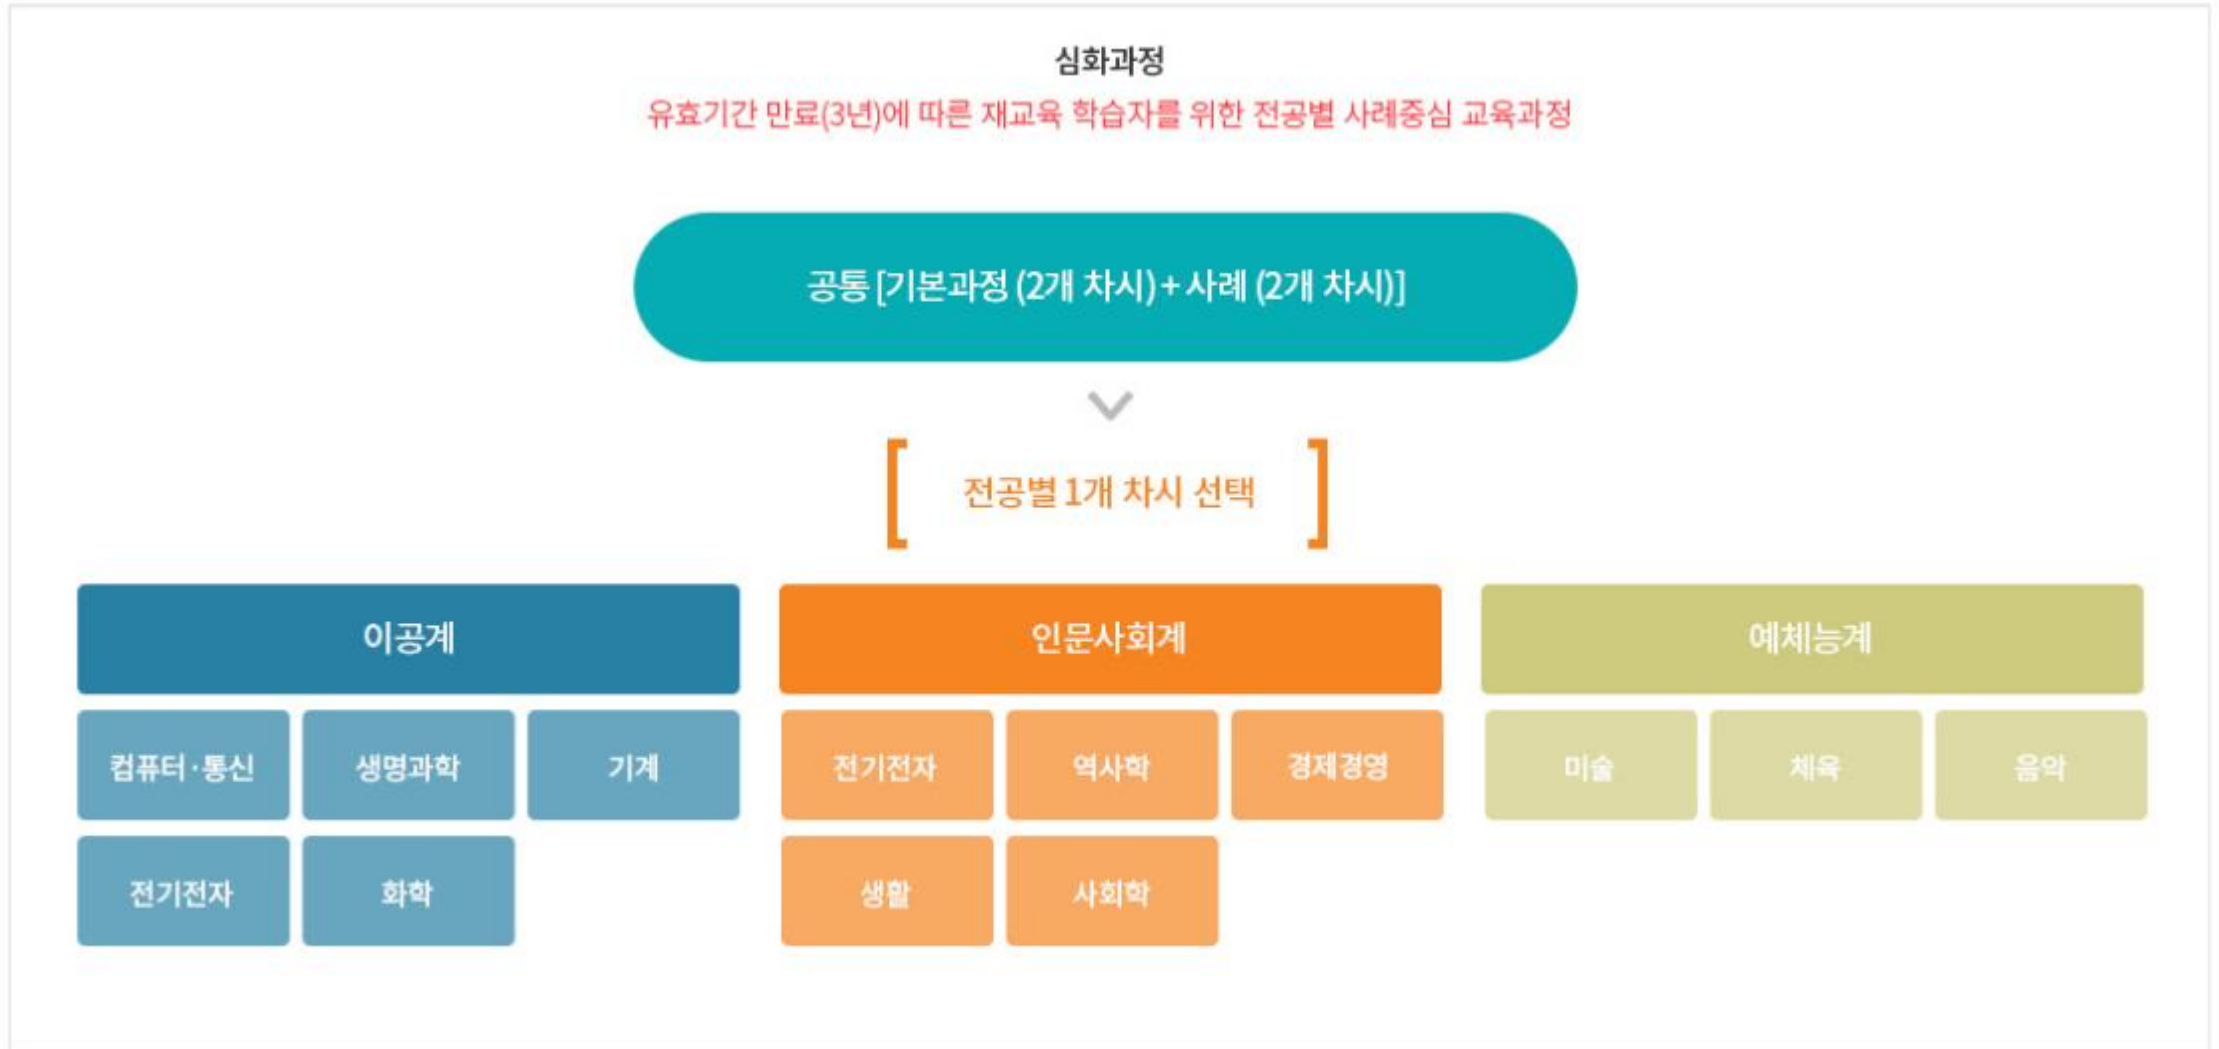 심화과정
유효기간 만료(3년)에 따른 재교육 학습자를 위한 전공별 사례중심 교육과정
공통 [기본과정 (2개 차시) + 사례 (2개 차시)]
[ 전공별 1개 차시 선택 ]
이공계
컴퓨터·통신 생명과학 기계
전기전자 화학
인문사회계
전기전자 역사학 경제경영
생활 사회학
예체능계
미술 체육 음악